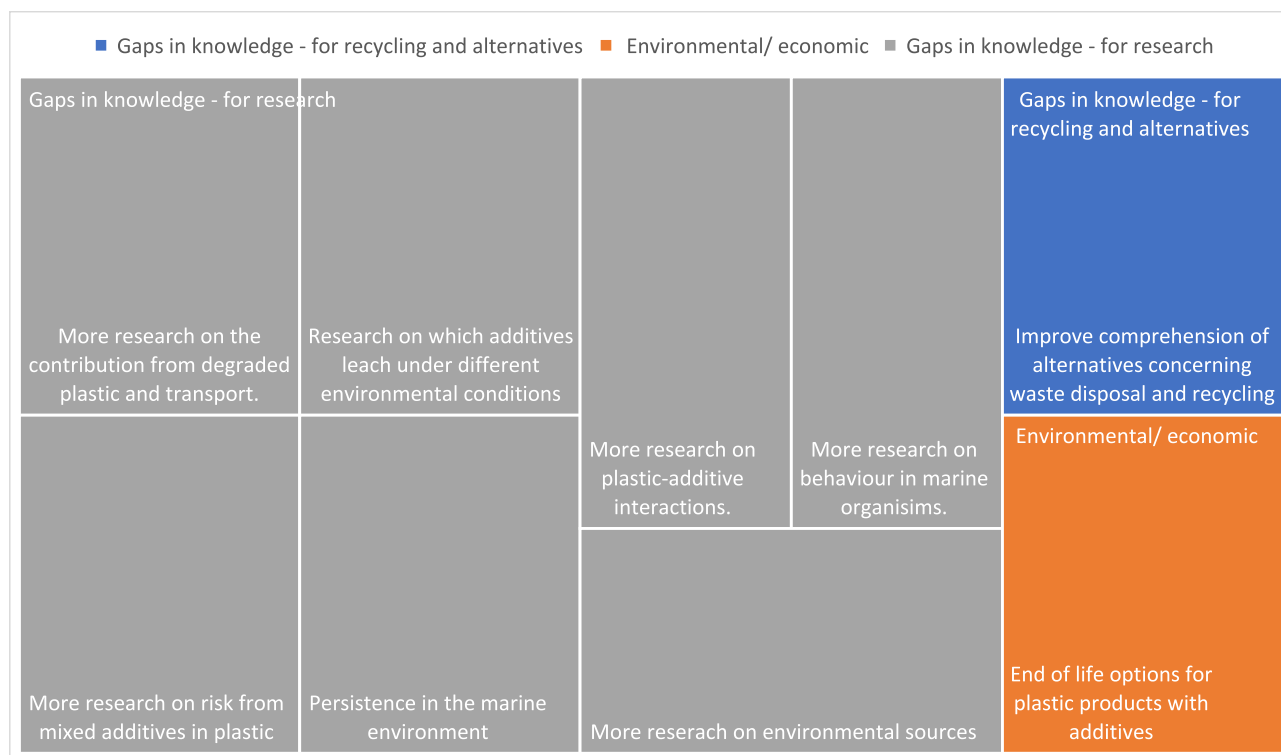 Gaps in knowledge - for recycling and alternatives Environmental/ economic Gaps in knowledge - for research
Gaps in knowledge - for research
More research on the
contribution from degraded
plastic and transport.
Research on which additives
leach under different
environmental conditions
More research on
plastic-additive
interactions.
More research on
behaviour in marine
organisims.
Gaps in knowledge - for
recycling and alternatives
Improve comprehension of
alternatives concerning
waste disposal and recycling
More research on risk from
mixed additives in plastic
Persistence in the marine
environment
More reserach on environmental sources
Environmental/ economic
End of life options for
plastic products with
additives